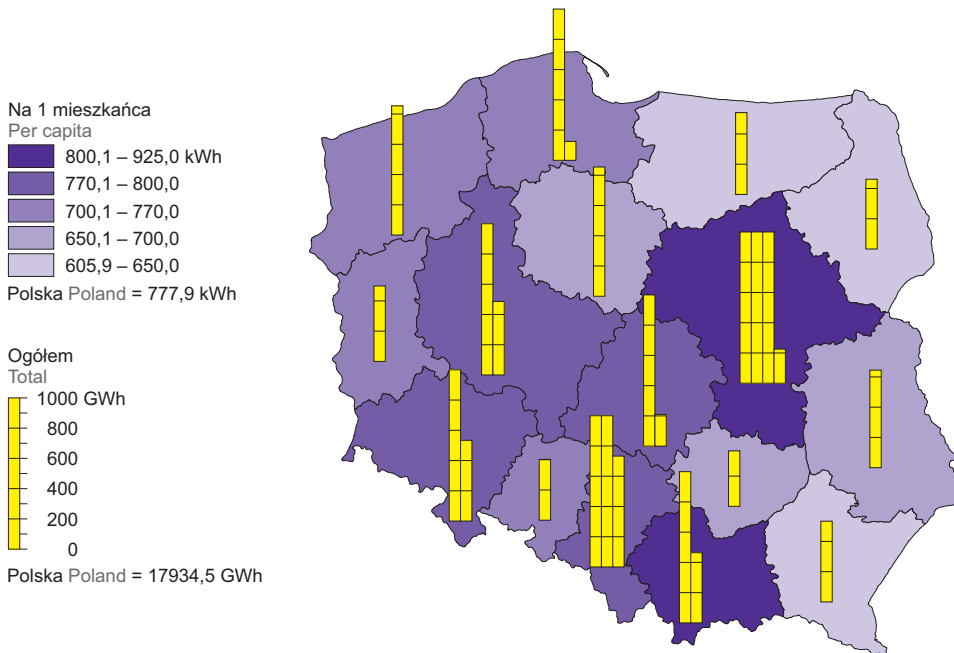 Na 1 mieszkańca
Per capita
800,1 – 925,0 kWh
770,1 – 800,0
700,1 – 770,0
650,1 – 700,0
605,9 – 650,0
Polska Poland = 777,9 kWh
Ogółem
Total
1000 GWh
800
600
400
200
0
Polska Poland = 17934,5 GWh